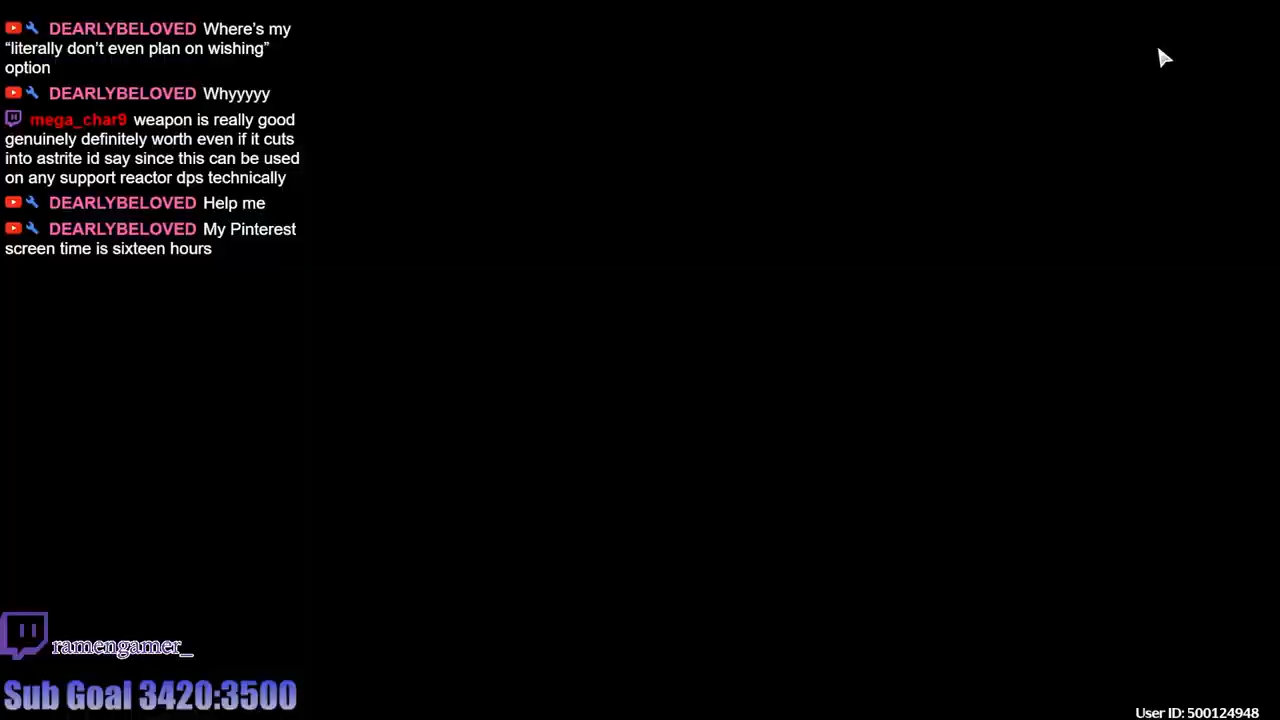 DEARLYBELOVED Where’s my
“literally don’t even plan on wishing”
option
DEARLYBELOVED Whyyyyy
mega_char9 weapon is really good
genuinely definitely worth even if it cuts
into astrite id say since this can be used
on any support reactor dps technically
DEARLYBELOVED Help me
DEARLYBELOVED My Pinterest
screen time is sixteen hours
ramengamer_
Sub Goal 3420:3500
User ID: 500124948